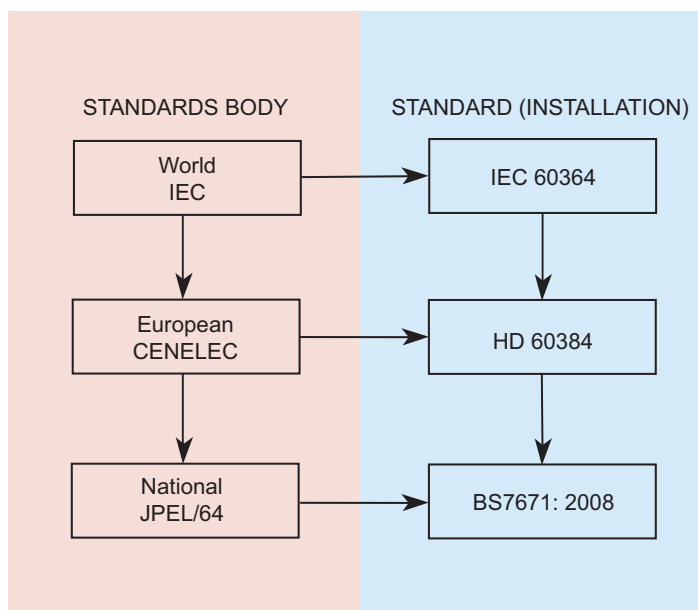 STANDARDS BODY
STANDARD (INSTALLATION)
World
IEC
IEC 60364
European
CENELEC
HD 60384
National
JPEL/64
BS7671: 2008